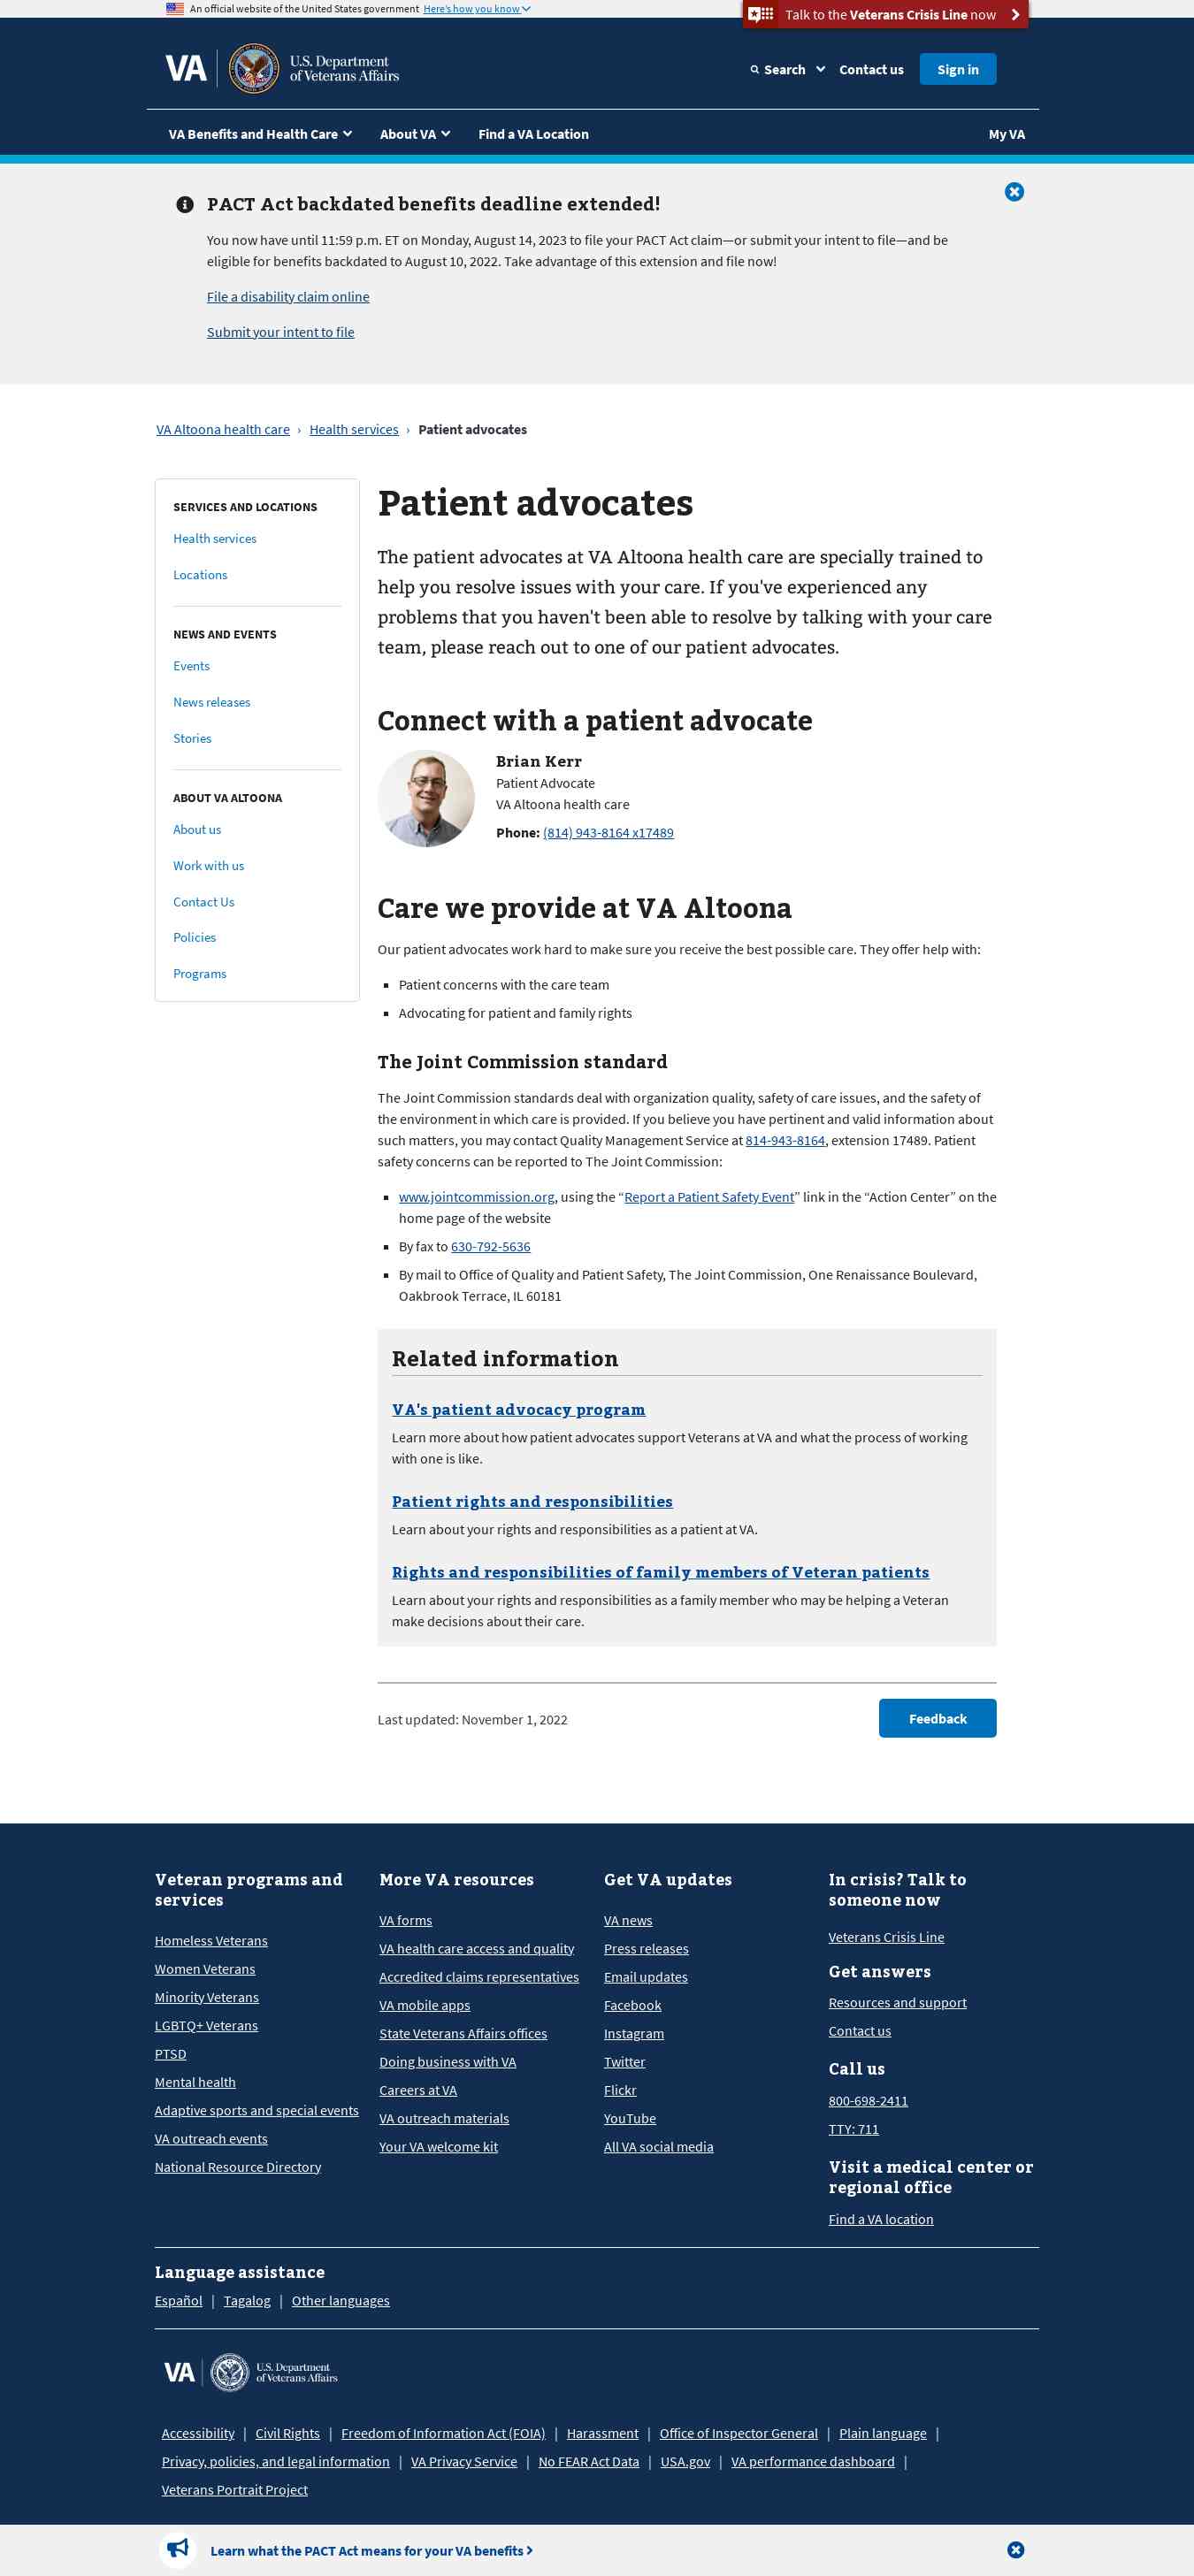 An official website of the United States government Here's how you know
Talk to the Veterans Crisis Line now
VA
U.S. Department
of Veterans Affairs
Search
Contact us
Sign in
VA Benefits and Health Care
About VA
Find a VA Location
My VA
PACT Act backdated benefits deadline extended!
You now have until 11:59 p.m. ET on Monday, August 14, 2023 to file your PACT Act claim—or submit your intent to file—and be
eligible for benefits backdated to August 10, 2022. Take advantage of this extension and file now!
File a disability claim online
Submit your intent to file
VA Altoona health care › Health services › Patient advocates
SERVICES AND LOCATIONS
Health services
Locations
NEWS AND EVENTS
Events
News releases
Stories
ABOUT VA ALTOONA
About us
Work with us
Contact Us
Policies
Programs
Patient advocates
The patient advocates at VA Altoona health care are specially trained to
help you resolve issues with your care. If you've experienced any
problems that you haven't been able to resolve by talking with your care
team, please reach out to one of our patient advocates.
Connect with a patient advocate
Brian Kerr
Patient Advocate
VA Altoona health care
Phone: (814) 943-8164 x17489
Care we provide at VA Altoona
Our patient advocates work hard to make sure you receive the best possible care. They offer help with:
Patient concerns with the care team
Advocating for patient and family rights
The Joint Commission standard
The Joint Commission standards deal with organization quality, safety of care issues, and the safety of
the environment in which care is provided. If you believe you have pertinent and valid information about
such matters, you may contact Quality Management Service at 814-943-8164, extension 17489. Patient
safety concerns can be reported to The Joint Commission:
www.jointcommission.org, using the “Report a Patient Safety Event” link in the “Action Center” on the
home page of the website
By fax to 630-792-5636
By mail to Office of Quality and Patient Safety, The Joint Commission, One Renaissance Boulevard,
Oakbrook Terrace, IL 60181
Related information
VA's patient advocacy program
Learn more about how patient advocates support Veterans at VA and what the process of working
with one is like.
Patient rights and responsibilities
Learn about your rights and responsibilities as a patient at VA.
Rights and responsibilities of family members of Veteran patients
Learn about your rights and responsibilities as a family member who may be helping a Veteran
make decisions about their care.
Last updated: November 1, 2022
Feedback
Veteran programs and
services
Homeless Veterans
Women Veterans
Minority Veterans
LGBTQ+ Veterans
PTSD
Mental health
Adaptive sports and special events
VA outreach events
National Resource Directory
More VA resources
VA forms
VA health care access and quality
Accredited claims representatives
VA mobile apps
State Veterans Affairs offices
Doing business with VA
Careers at VA
VA outreach materials
Your VA welcome kit
Get VA updates
VA news
Press releases
Email updates
Facebook
Instagram
Twitter
Flickr
YouTube
All VA social media
In crisis? Talk to
someone now
Veterans Crisis Line
Get answers
Resources and support
Contact us
Call us
800-698-2411
TTY: 711
Visit a medical center or
regional office
Find a VA location
Language assistance
Español | Tagalog | Other languages
VA
U.S. Department
of Veterans Affairs
Accessibility | Civil Rights | Freedom of Information Act (FOIA) | Harassment | Office of Inspector General | Plain language |
Privacy, policies, and legal information | VA Privacy Service | No FEAR Act Data | USA.gov | VA performance dashboard |
Veterans Portrait Project
Learn what the PACT Act means for your VA benefits